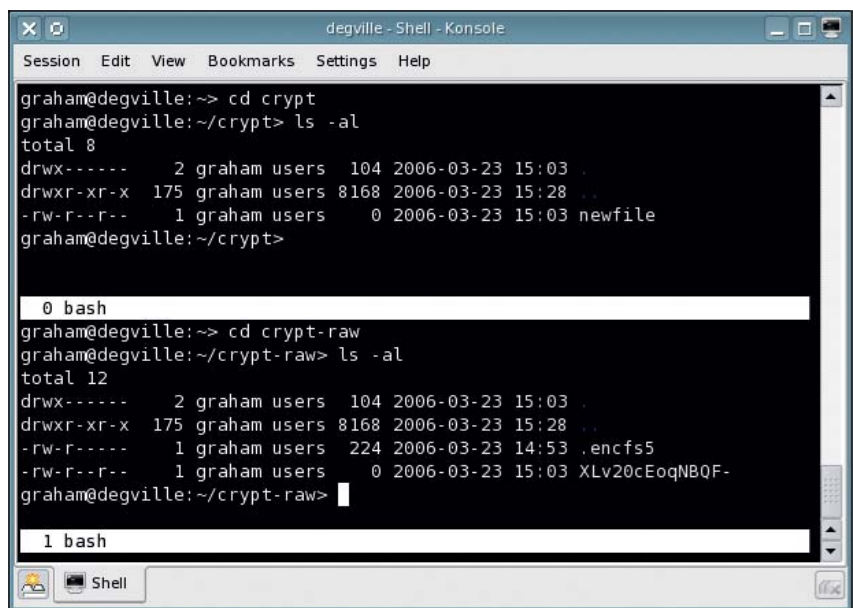 degville - Shell - Konsole
Session Edit View Bookmarks Settings Help
graham@degville:~> cd crypt
graham@degville:~/crypt> ls -al
total 8
drwx------ 2 graham users 104 2006-03-23 15:03 .
drwxr-xr-x 175 graham users 8168 2006-03-23 15:28 ..
-rw-r--r-- 1 graham users 0 2006-03-23 15:03 newfile
graham@degville:~/crypt>
0 bash
graham@degville:~> cd crypt-raw
graham@degville:~/crypt-raw> ls -al
total 12
drwx------ 2 graham users 104 2006-03-23 15:03 .
drwxr-xr-x 175 graham users 8168 2006-03-23 15:28 ..
-rw-r----- 1 graham users 224 2006-03-23 14:53 .encfs5
-rw-r--r-- 1 graham users 0 2006-03-23 15:03 XLv20cEoqNBQF-
graham@degville:~/crypt-raw>
1 bash
Shell